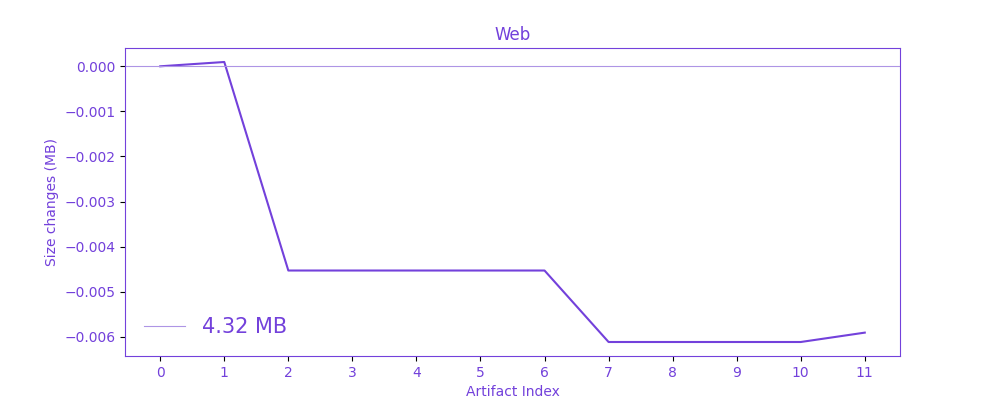 Web
Size changes (MB)
0.000
−0.001
−0.002
−0.003
−0.004
−0.005
−0.006
4.32 MB
0 1 2 3 4 5 6 7 8 9 10 11
Artifact Index